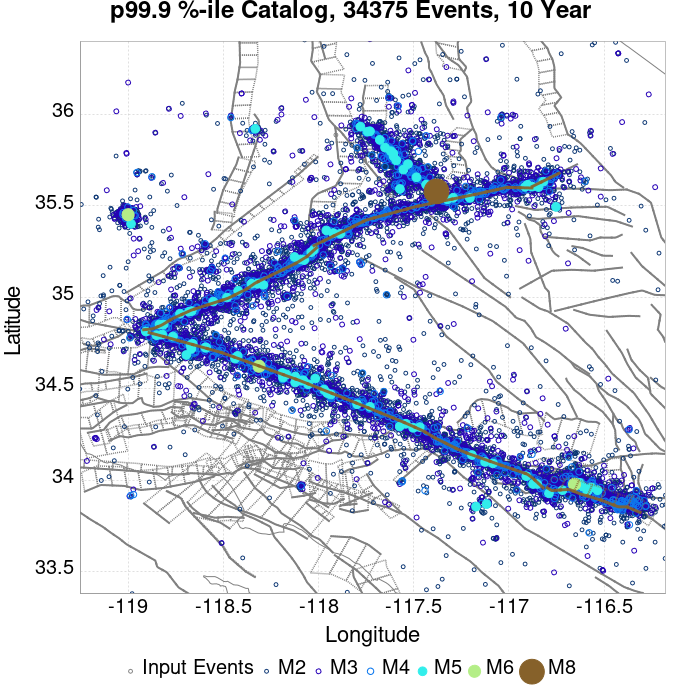 p99.9 %-ile Catalog, 34375 Events, 10 Year
36
35.5
35
34.5
34
33.5
Latitude
-119 -118.5 -118 -117.5 -117 -116.5
Longitude
Input Events M2 M3 M4 M5 M6 M8